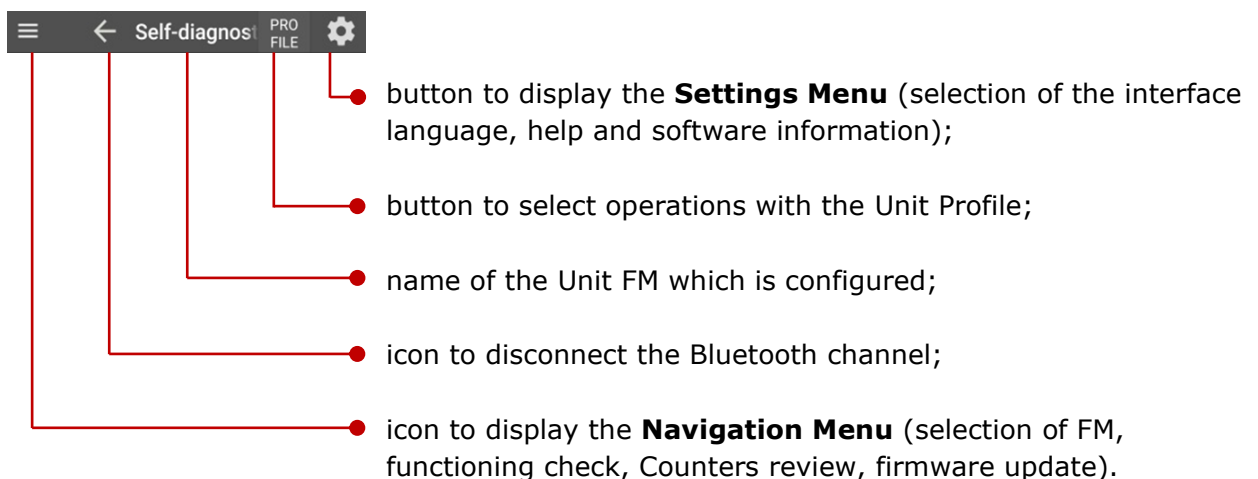 Self-diagnost
PRO
FILE
button to display the Settings Menu (selection of the interface
language, help and software information);
button to select operations with the Unit Profile;
name of the Unit FM which is configured;
icon to disconnect the Bluetooth channel;
icon to display the Navigation Menu (selection of FM,
functioning check, Counters review, firmware update).